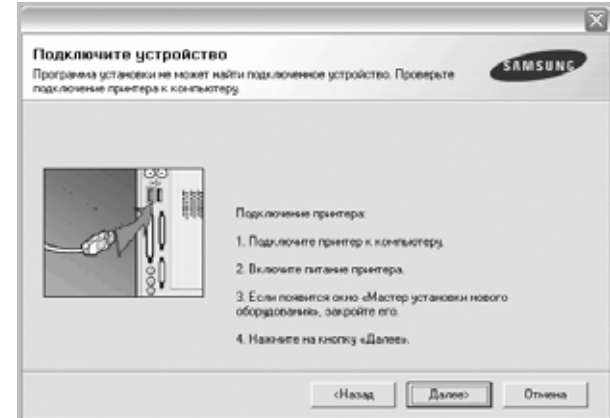 Подключите устройство
Программа установки не может найти подключенное устройство. Проверьте
подключение принтера к компьютеру.
SAMSUNG
Подключение принтера:
1. Подключите принтер к компьютеру.
2. Включите питание принтера.
3. Если появится окно «Мастер установки нового
оборудования», закройте его.
4. Нажмите на кнопку «Далее».
<Назад
Далее>
Отмена